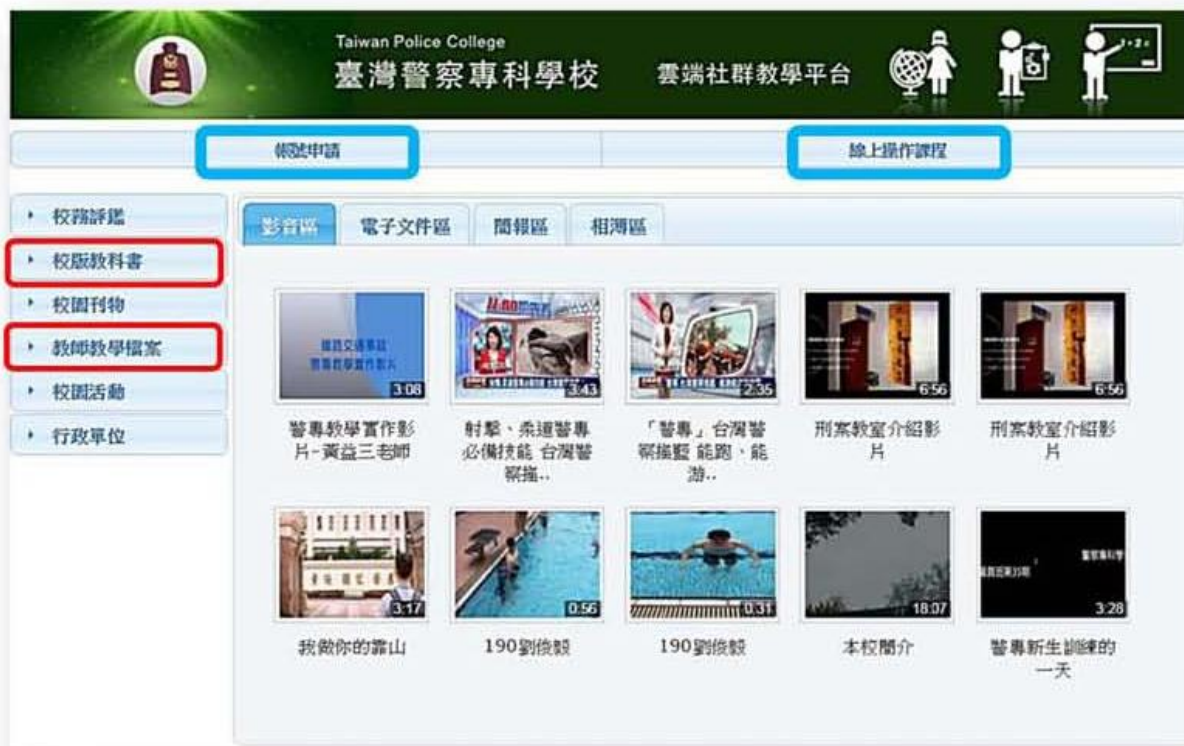 Taiwan Police College
臺灣警察專科學校 雲端社群教學平台
帳號申請
線上操作課程
校務評鑑
校版教科書
校園刊物
教師教學檔案
校園活動
行政單位
影音區 電子文件區 簡報區 相簿區
3:08
3:43
2:35
6:56
6:56
警專教學實作影
片-黃益三老師
射擊、柔道警專
必備技能 台灣警
察搖..
「警專」台灣警
察搖籃 能跑、能
游..
刑案教室介紹影
片
刑案教室介紹影
片
3:17
0:56
0:31
18:07
3:28
我做你的靠山
190劉俊毅
190劉俊毅
本校簡介
警專新生訓練的
一天